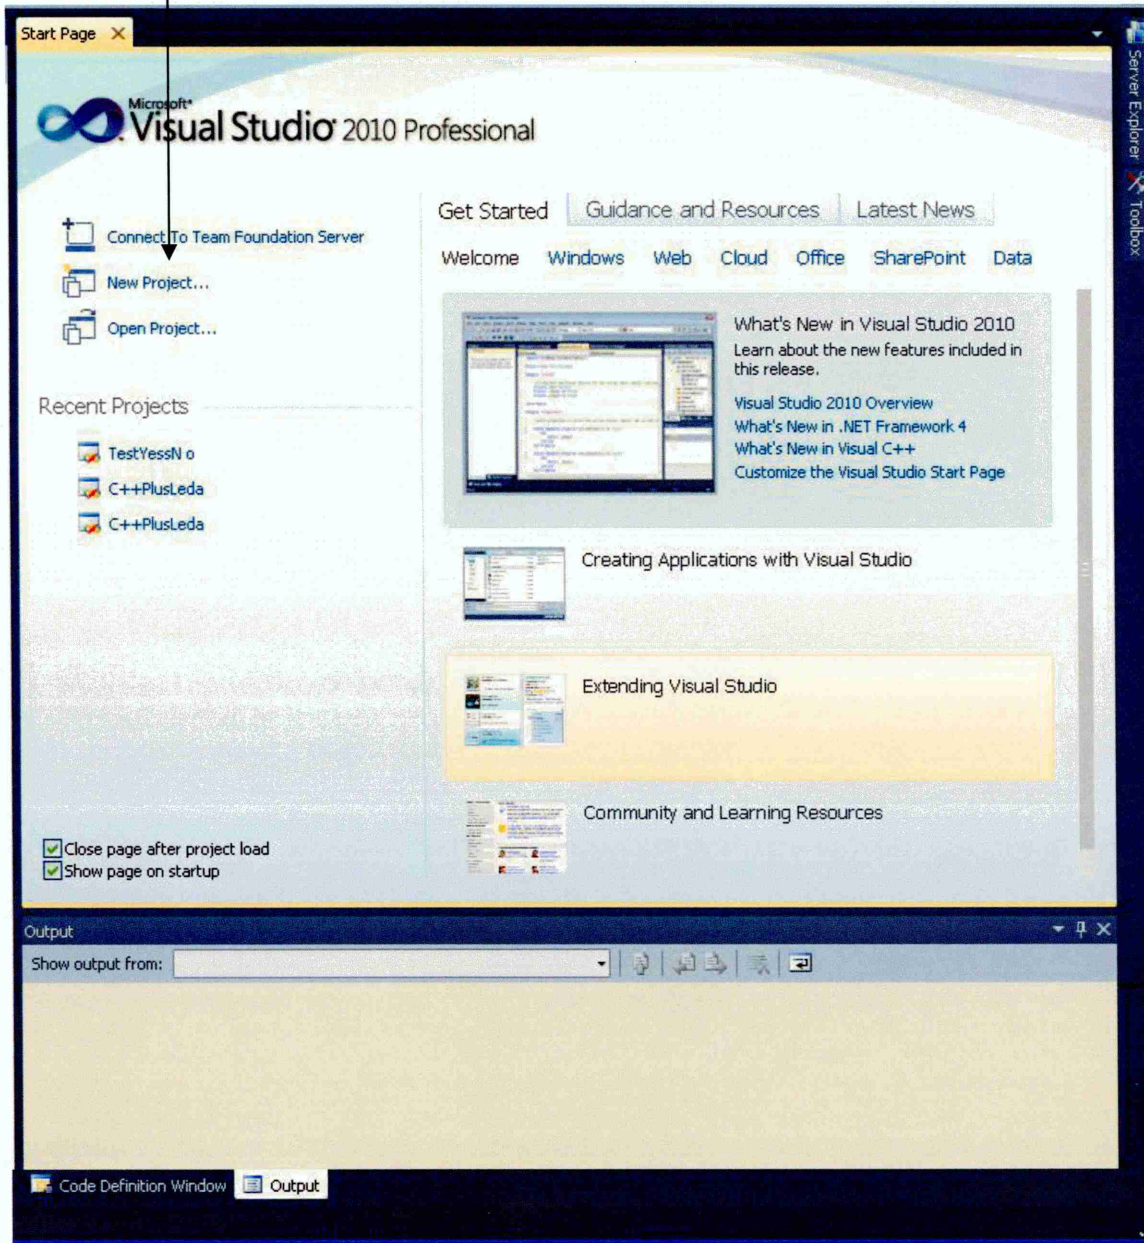 Start Page
Server Explorer
Toolbox
Microsoft
Visual Studio 2010 Professional
Connect To Team Foundation Server
New Project...
Open Project...
Recent Projects
TestYessN o
C++PlusLeda
C++PlusLeda
Close page after project load
Show page on startup
Get Started Guidance and Resources Latest News
Welcome Windows Web Cloud Office SharePoint Data
What's New in Visual Studio 2010
Learn about the new features included in
this release.
Visual Studio 2010 Overview
What's New in .NET Framework 4
What's New in Visual C++
Customize the Visual Studio Start Page
Creating Applications with Visual Studio
Extending Visual Studio
Community and Learning Resources
Output
Show output from:
Code Definition Window Output